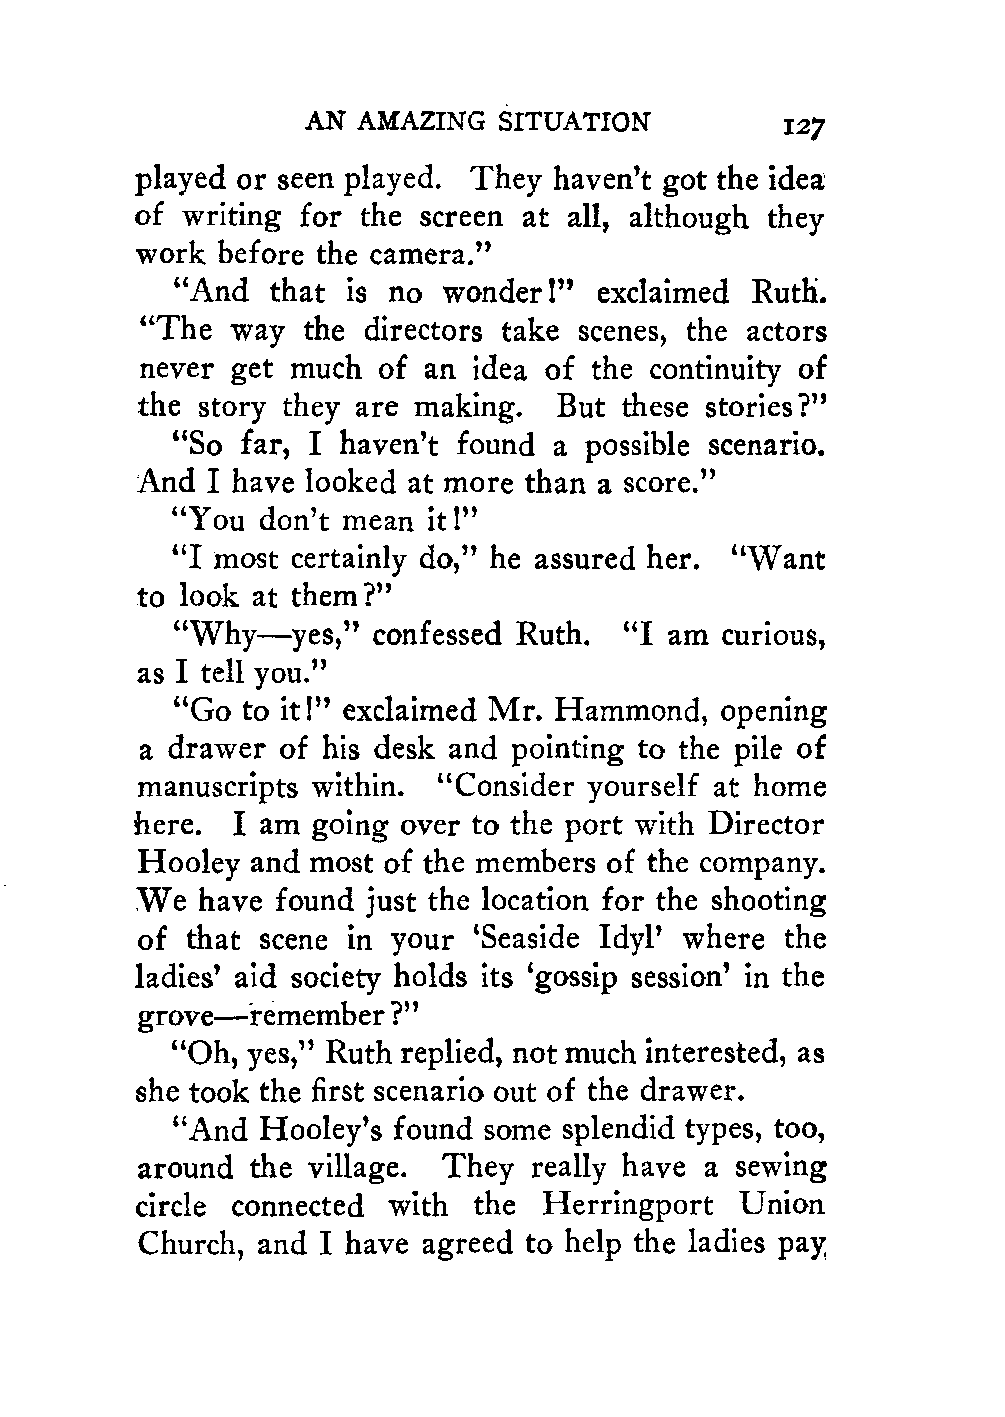 AN AMAZING SITUATION 127
played or seen played. They haven't got the idea
of writing for the screen at all, although they
work before the camera."
"And that is no wonder!" exclaimed Ruth.
"The way the directors take scenes, the actors
never get much of an idea of the continuity of
the story they are making. But these stories?"
"So far, I haven't found a possible scenario.
And I have looked at more than a score."
"You don't mean it!"
"I most certainly do," he assured her. "Want
to look at them?"
"Why—yes," confessed Ruth. "I am curious,
as I tell you."
"Go to it!" exclaimed Mr. Hammond, opening
a drawer of his desk and pointing to the pile of
manuscripts within. "Consider yourself at home
here. I am going over to the port with Director
Hooley and most of the members of the company.
We have found just the location for the shooting
of that scene in your 'Seaside Idyl' where the
ladies' aid society holds its 'gossip session' in the
grove—remember?"
"Oh, yes," Ruth replied, not much interested, as
she took the first scenario out of the drawer.
"And Hooley's found some splendid types, too,
around the village. They really have a sewing
circle connected with the Herringport Union
Church, and I have agreed to help the ladies pay